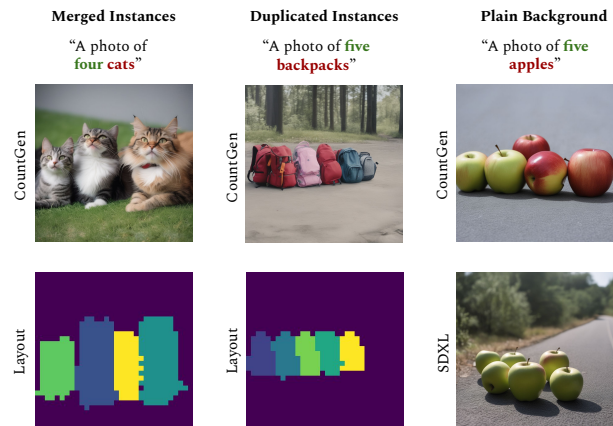 Merged Instances
Duplicated Instances
Plain Background
“A photo of
four cats”
“A photo of five
backpacks”
“A photo of five
apples”
CountGen
CountGen
CountGen
Layout
Layout
SDXL